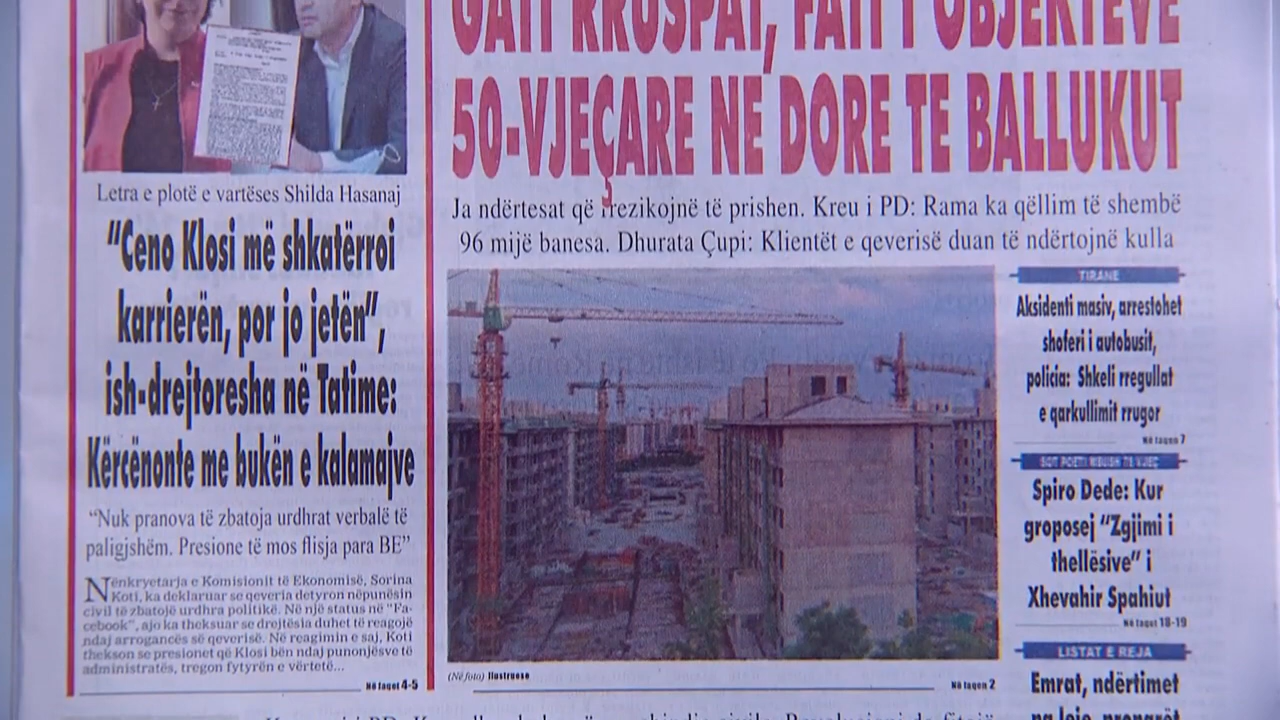 GATI RRUSPAT, FATI I OBJEKTEVE
50-VJEÇARE NË DORE TE BALLUKUT
Letra e plotë e vartëses Shilda Hasanaj
“Ceno Klosi më shkatërroi
karrierën, por jo jetën”,
ish-drejtoresha në Tatime:
Kërcënonte me bukën e kalamajve
“Nuk pranova të zbatoja urdhrat verbalë të
paligjshëm. Presione të mos flisja para BE”
Nënkryetarja e Komisionit të Ekonomisë, Sorina
Koti, ka deklaruar se qeveria detyron nëpunësin
civil të zbatojë urdhra politikë. Në një status në “Fa-
cebook”, ajo ka theksuar se drejtësia duhet të reagojë
ndaj arrogancës së qeverisë. Në reagimin e saj, Koti
thekson se presionet që Klosi bën ndaj punonjësve të
administratës, tregon fytyrën e vërtetë...
Në faqet 4-5
Ja ndërtesat që rrezikojnë të prishen. Kreu i PD: Rama ka qëllim të shembë
96 mijë banesa. Dhurata Çupi: Klientët e qeverisë duan të ndërtojnë kulla
(Në foto) Ilustruese
Në faqen 2
TIRANË
Aksidenti masiv, arrestohet
shoferi i autobusit,
policia: Shkeli rregullat
e qarkullimit rrugor
Në faqen 7
SOT POETI MBUSH 78 VJEÇ
Spiro Dede: Kur
groposej “Zgjimi i
thellësive” i
Xhevahir Spahiut
Në faqet 18-19
LISTAT E REJA
Emrat, ndërtimet